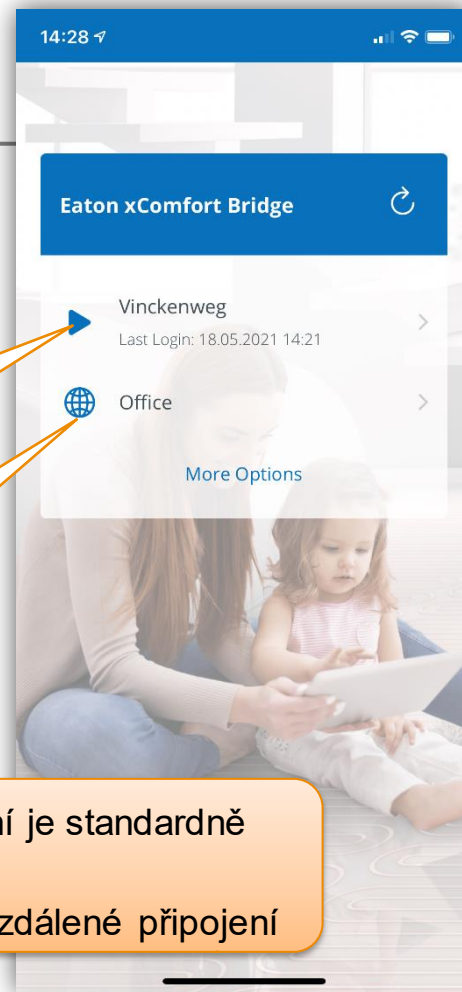 14:28
Eaton xComfort Bridge
Vinckenweg
Last Login: 18.05.2021 14:21
Office
More Options
je standardně
připojení